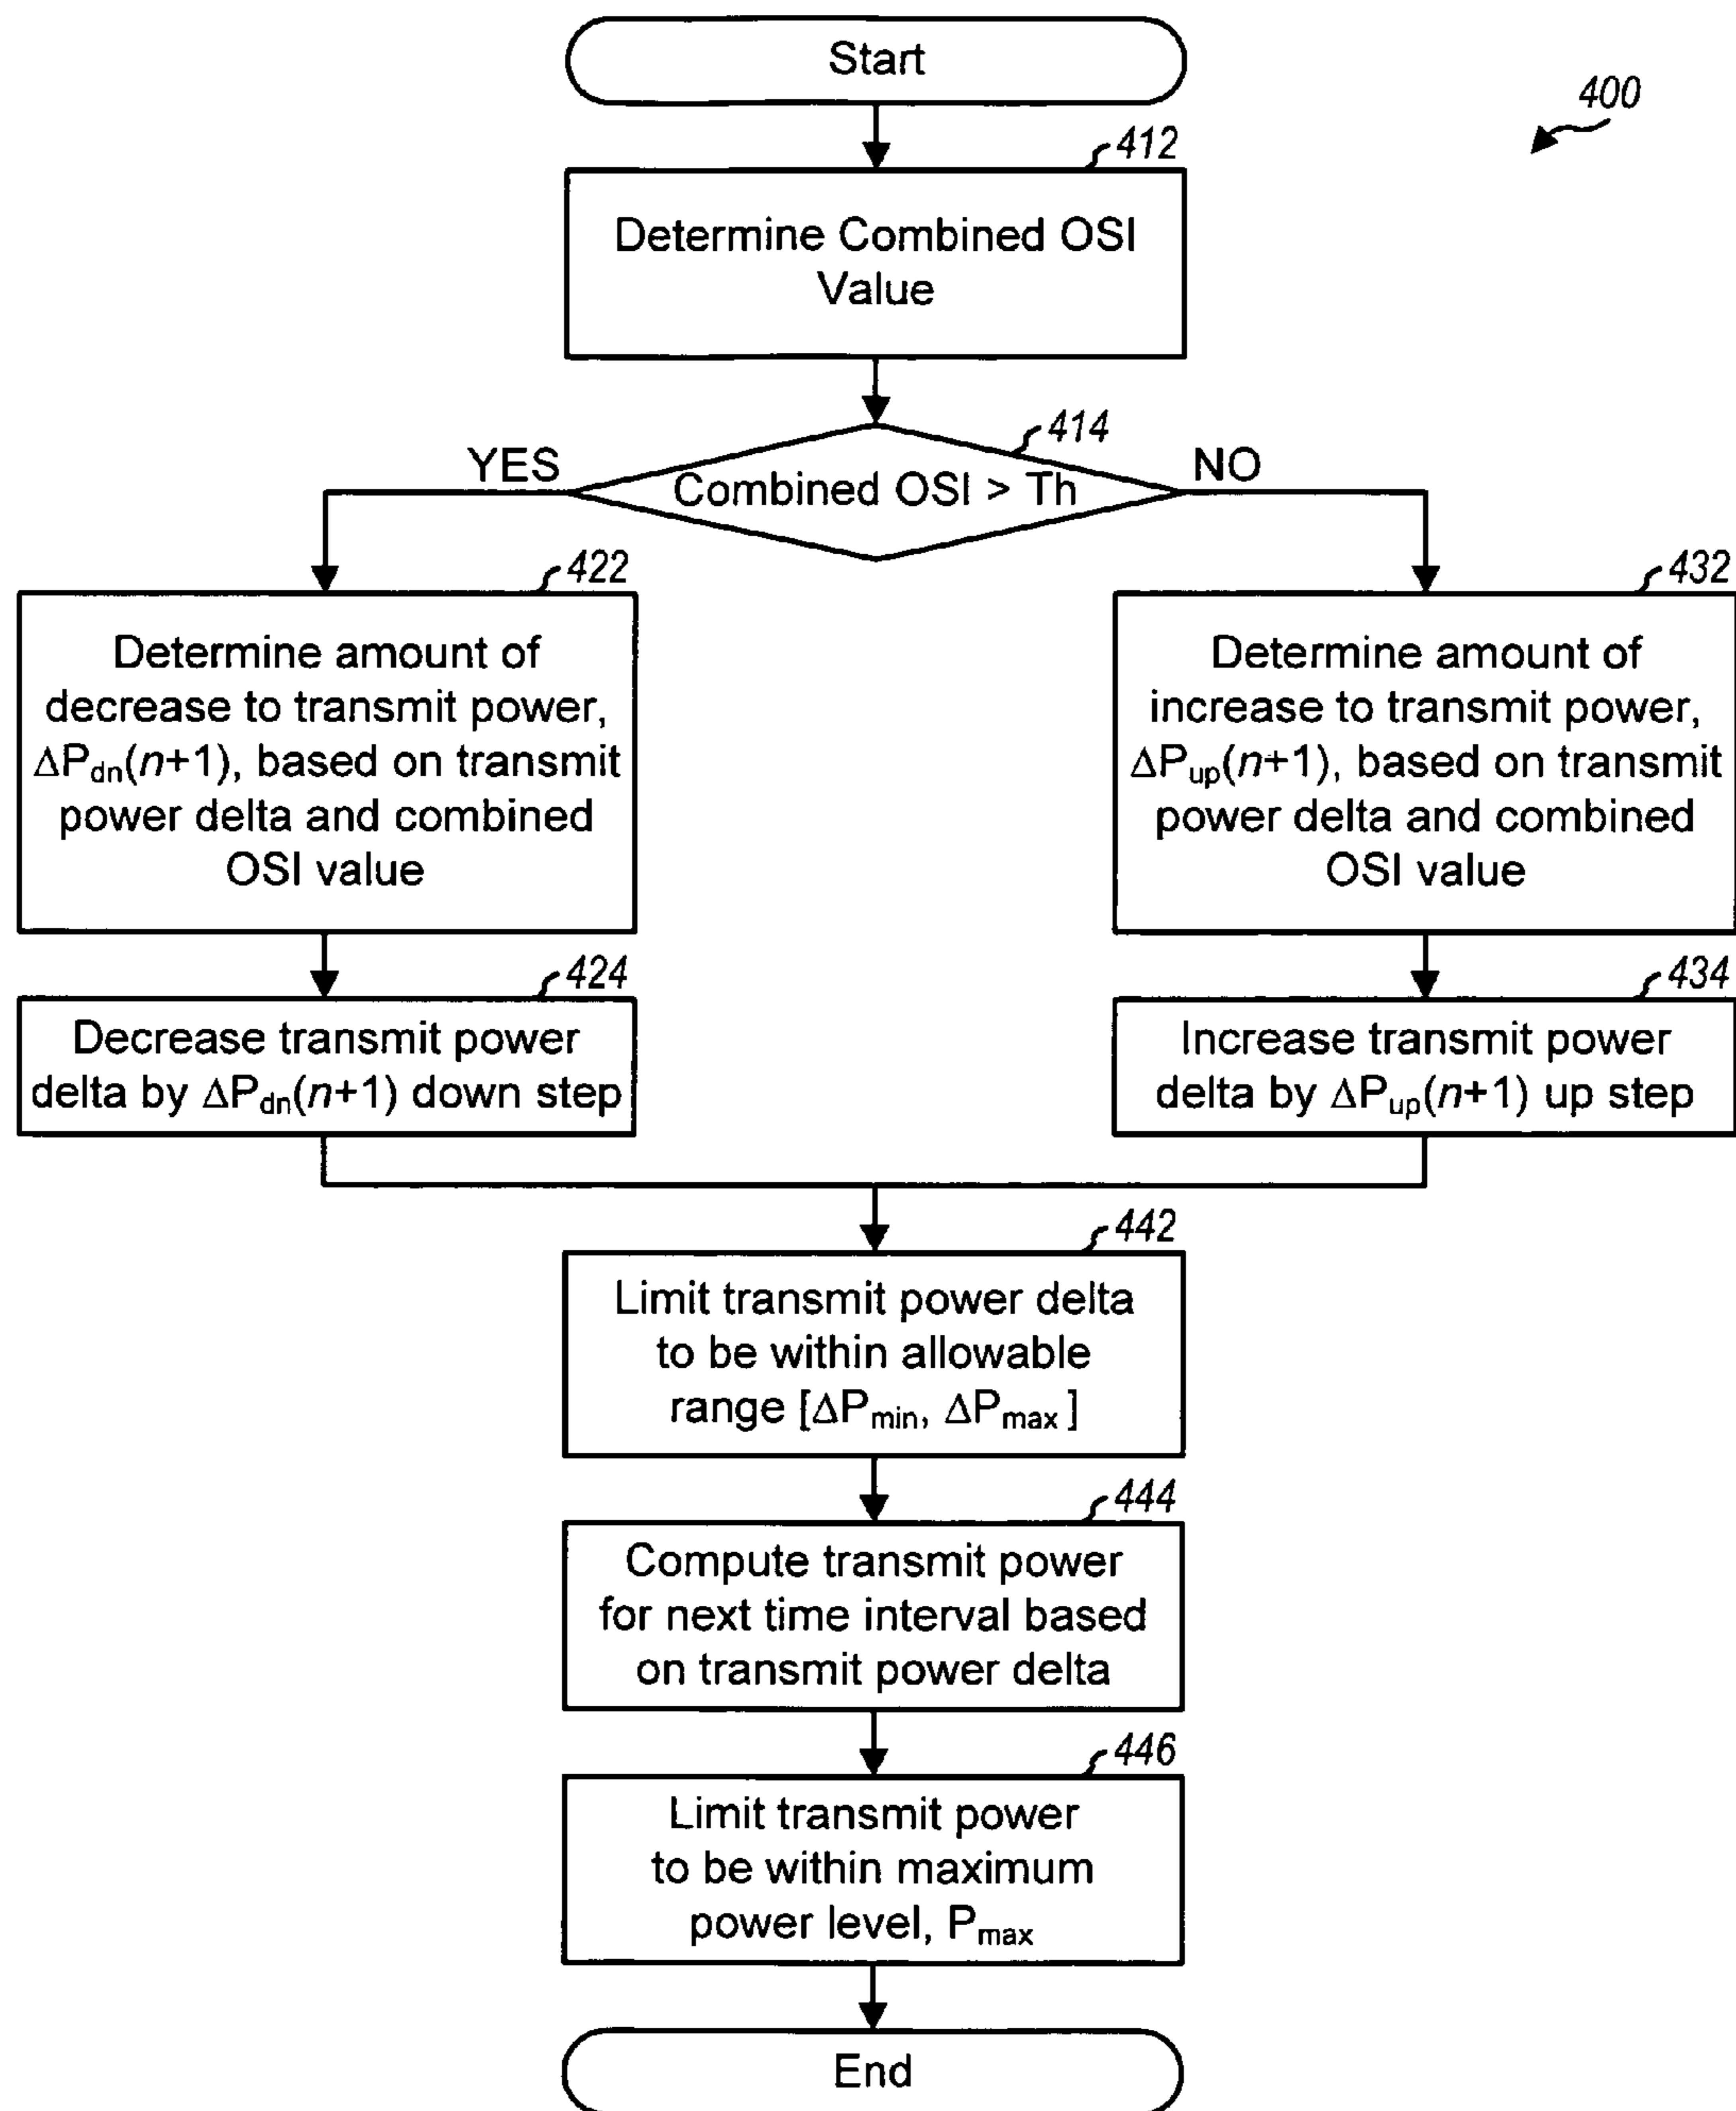 Start
400
412
Determine Combined OSI
Value
414
YES
Combined OSI > Th
NO
422
Determine amount of
decrease to transmit power,
ΔPdn(n+1), based on transmit
power delta and combined
OSI value
432
Determine amount of
increase to transmit power,
ΔPup(n+1), based on transmit
power delta and combined
OSI value
424
Decrease transmit power
delta by ΔPdn(n+1) down step
434
Increase transmit power
delta by ΔPup(n+1) up step
442
Limit transmit power delta
to be within allowable
range [ΔPmin, ΔPmax]
444
Compute transmit power
for next time interval based
on transmit power delta
446
Limit transmit power
to be within maximum
power level, Pmax
End